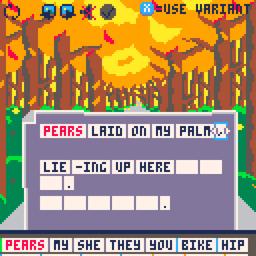 X=USE VARIANT
PEARS LAID ON MY PALM.
LIE -ING UP HERE
.
.
PEARS MY SHE THEY YOU BIKE HIP